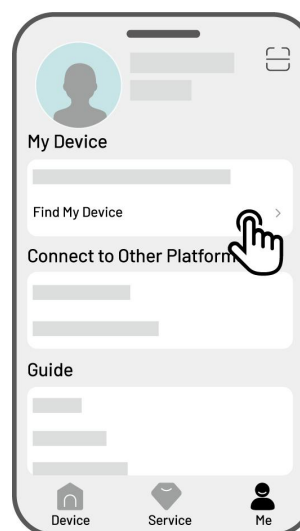 My Device
Find My Device
Connect to Other Platform
Guide
Device Service Me